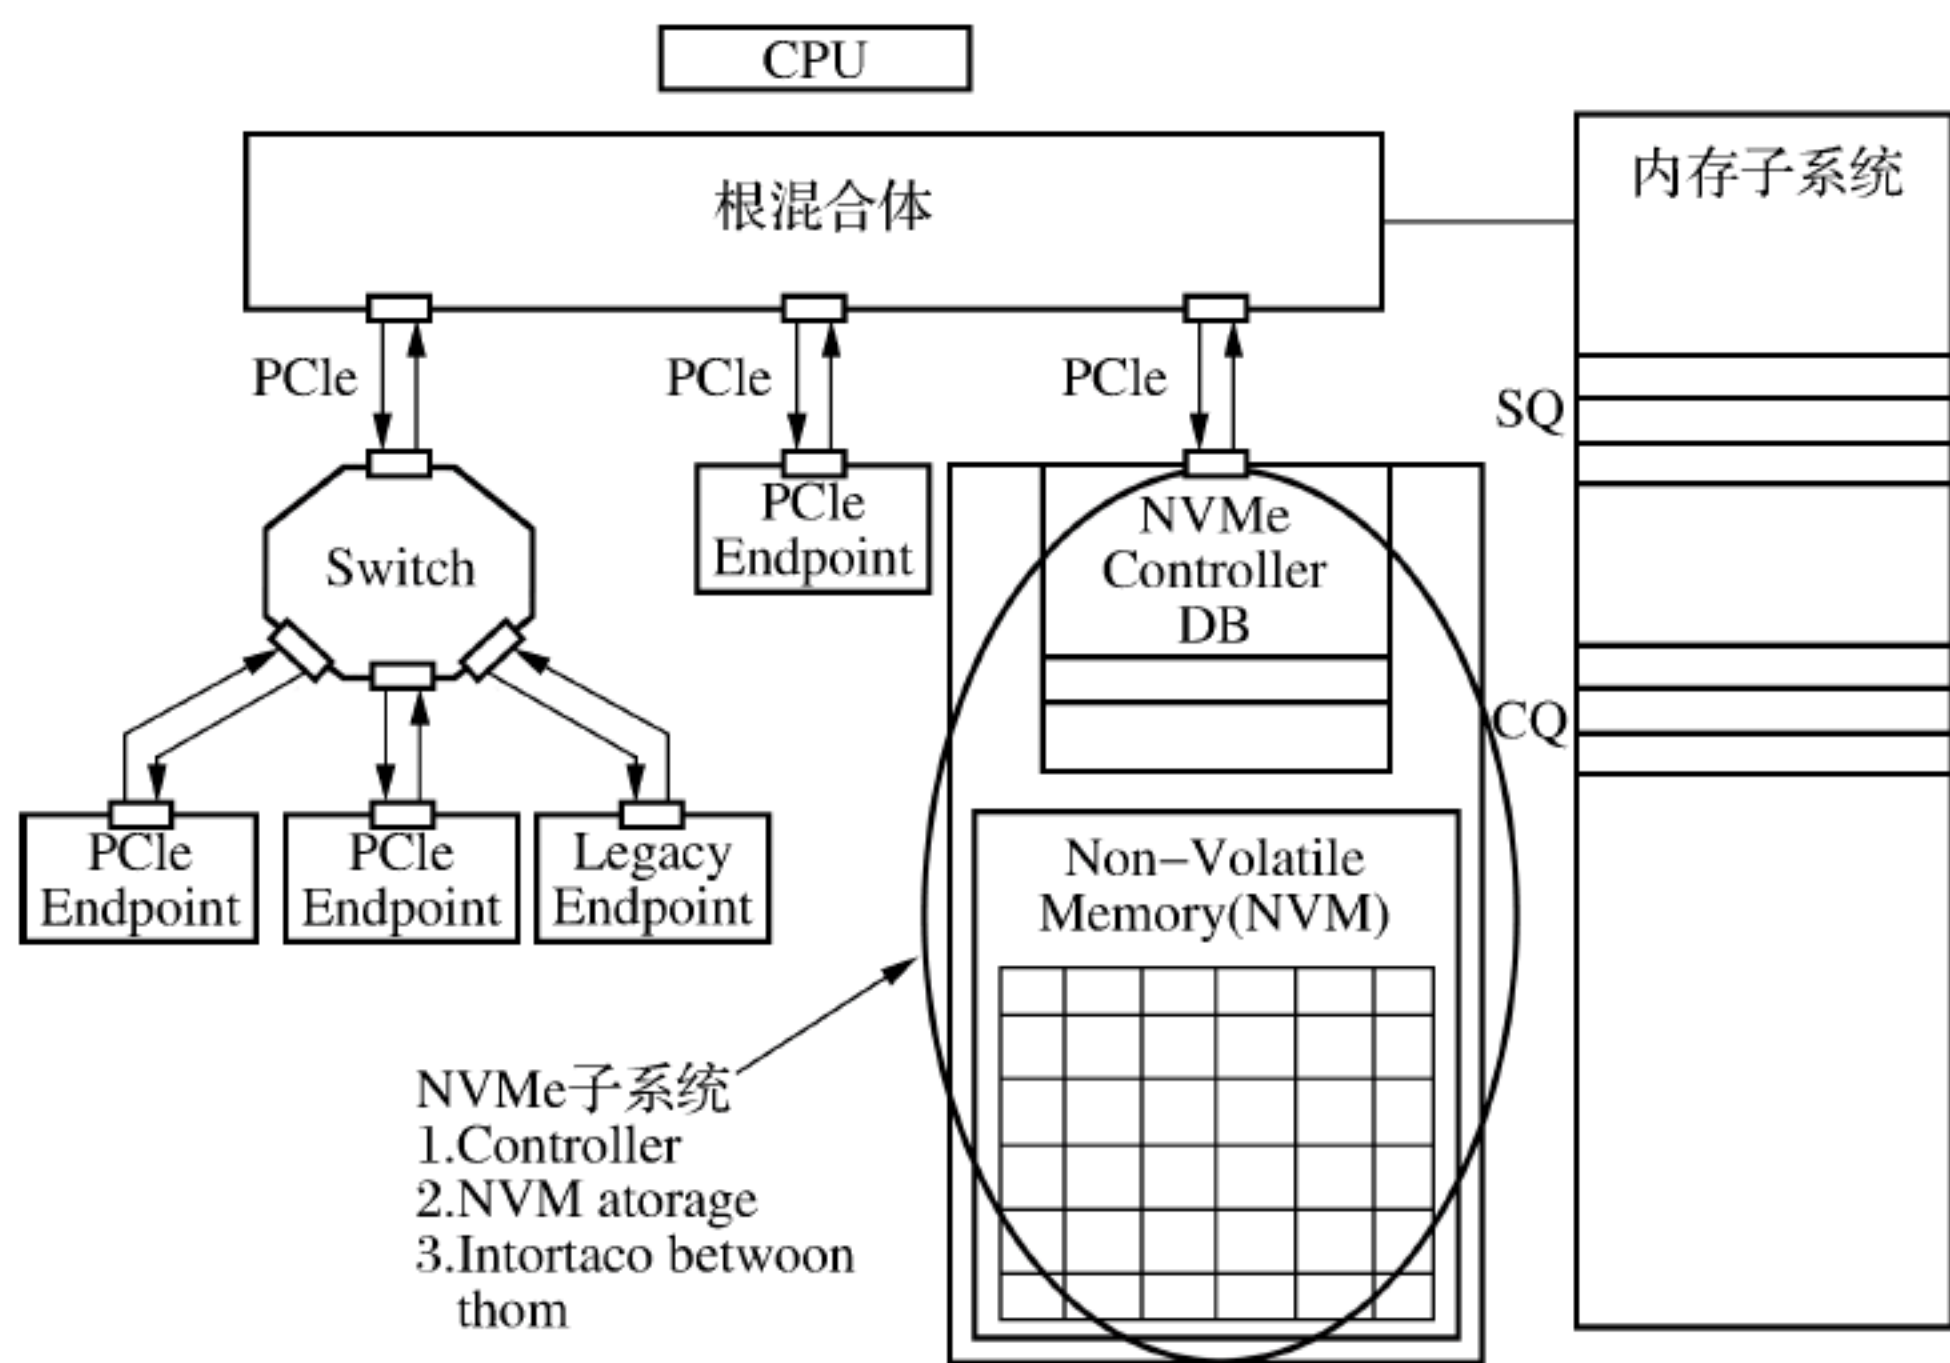 CPU
根混合体
内存子系统
PCle
PCle
PCle
SQ
Switch
PCle
Endpoint
NVMe
Controller
DB
CQ
PCle
Endpoint
PCle
Endpoint
Legacy
Endpoint
Non-Volatile
Memory(NVM)
NVMe子系统
1.Controller
2.NVM atorage
3.Intortaco betwoon
thom